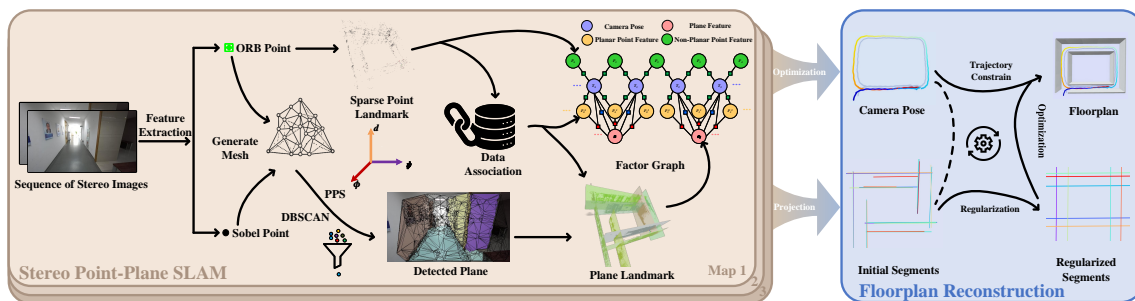 Feature
Extraction
Sequence of Stereo Images
ORB Point
Generate
Mesh
Sobel Point
Sparse Point
Landmark
d
φ
PPS
DBSCAN
Detected Plane
Data
Association
Camera Pose
Plane Feature
Planar Point Feature
Non-Planar Point Feature
Factor Graph
Plane Landmark
Stereo Point-Plane SLAM
Map 1
2
3
Optimization
Projection
Camera Pose
Trajectory
Constrain
Floorplan
Optimization
Regularization
Initial Segments
Regularized
Segments
Floorplan Reconstruction